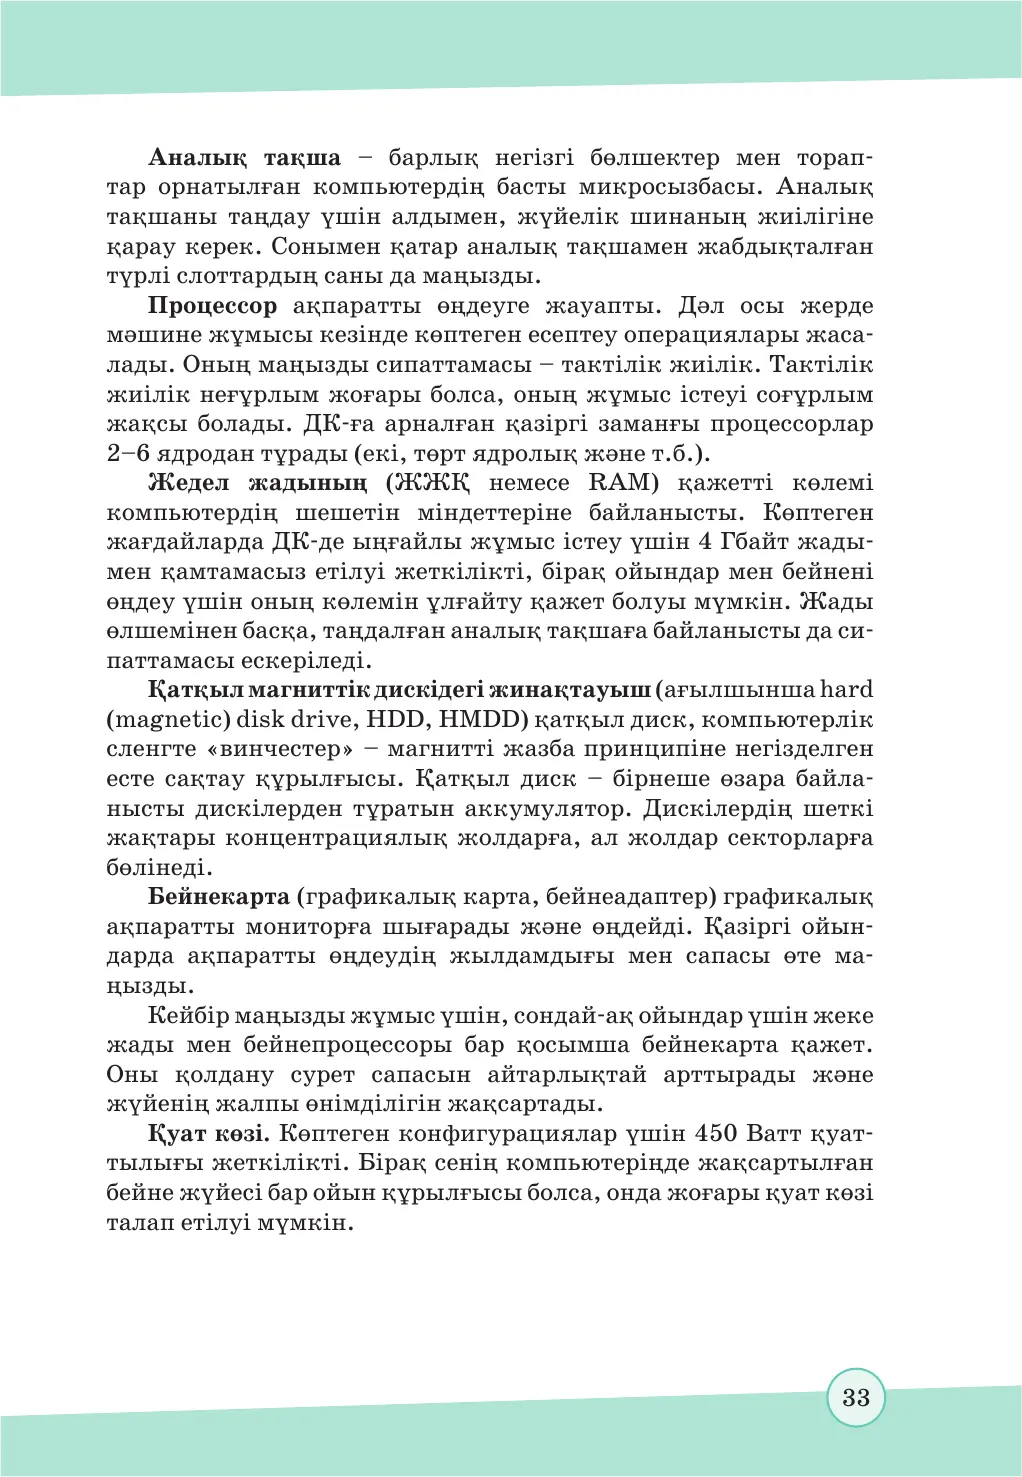 Аналық тақша – барлық негізгі бөлшектер мен торап-
тар орнатылған компьютердің басты микросызбасы. Аналық
тақшаны таңдау үшін алдымен, жүйелік шинаның жиілігіне
қарау керек. Сонымен қатар аналық тақшамен жабдықталған
түрлі слоттардың саны да маңызды.
Процессор ақпаратты өңдеуге жауапты. Дәл осы жерде
мәшине жұмысы кезінде көптеген есептеу операциялары жаса-
лады. Оның маңызды сипаттамасы – тактілік жиілік. Тактілік
жиілік неғұрлым жоғары болса, оның жұмыс істеуі соғұрлым
жақсы болады. ДК-ға арналған қазіргі заманғы процессорлар
2–6 ядродан тұрады (екі, төрт ядролық және т.б.).
Жедел жадының (ЖЖҚ немесе RAM) қажетті көлемі
компьютердің шешетін міндеттеріне байланысты. Көптеген
жағдайларда ДК-де ыңғайлы жұмыс істеу үшін 4 Гбайт жады-
мен қамтамасыз етілуі жеткілікті, бірақ ойындар мен бейнені
өңдеу үшін оның көлемін ұлғайту қажет болуы мүмкін. Жады
өлшемінен басқа, таңдалған аналық тақшаға байланысты да си-
паттамасы ескеріледі.
Қатқыл магниттік дискідегі жинақтауыш (ағылшынша hard
(magnetic) disk drive, HDD, HMDD) қатқыл диск, компьютерлік
сленгте «винчестер» – магнитті жазба принципіне негізделген
есте сақтау құрылғысы. Қатқыл диск – бірнеше өзара байла-
нысты дискілерден тұратын аккумулятор. Дискілердің шеткі
жақтары концентрациялық жолдарға, ал жолдар секторларға
бөлінеді.
Бейнекарта (графикалық карта, бейнеадаптер) графикалық
ақпаратты мониторға шығарады және өңдейді. Қазіргі ойын-
дарда ақпаратты өңдеудің жылдамдығы мен сапасы өте ма-
ңызды.
Кейбір маңызды жұмыс үшін, сондай-ақ ойындар үшін жеке
жады мен бейнепроцессоры бар қосымша бейнекарта қажет.
Оны қолдану сурет сапасын айтарлықтай арттырады және
жүйенің жалпы өнімділігін жақсартады.
Қуат көзі. Көптеген конфигурациялар үшін 450 Ватт қуат-
тылығы жеткілікті. Бірақ сенің компьютеріңде жақсартылған
бейне жүйесі бар ойын құрылғысы болса, онда жоғары қуат көзі
талап етілуі мүмкін.
33